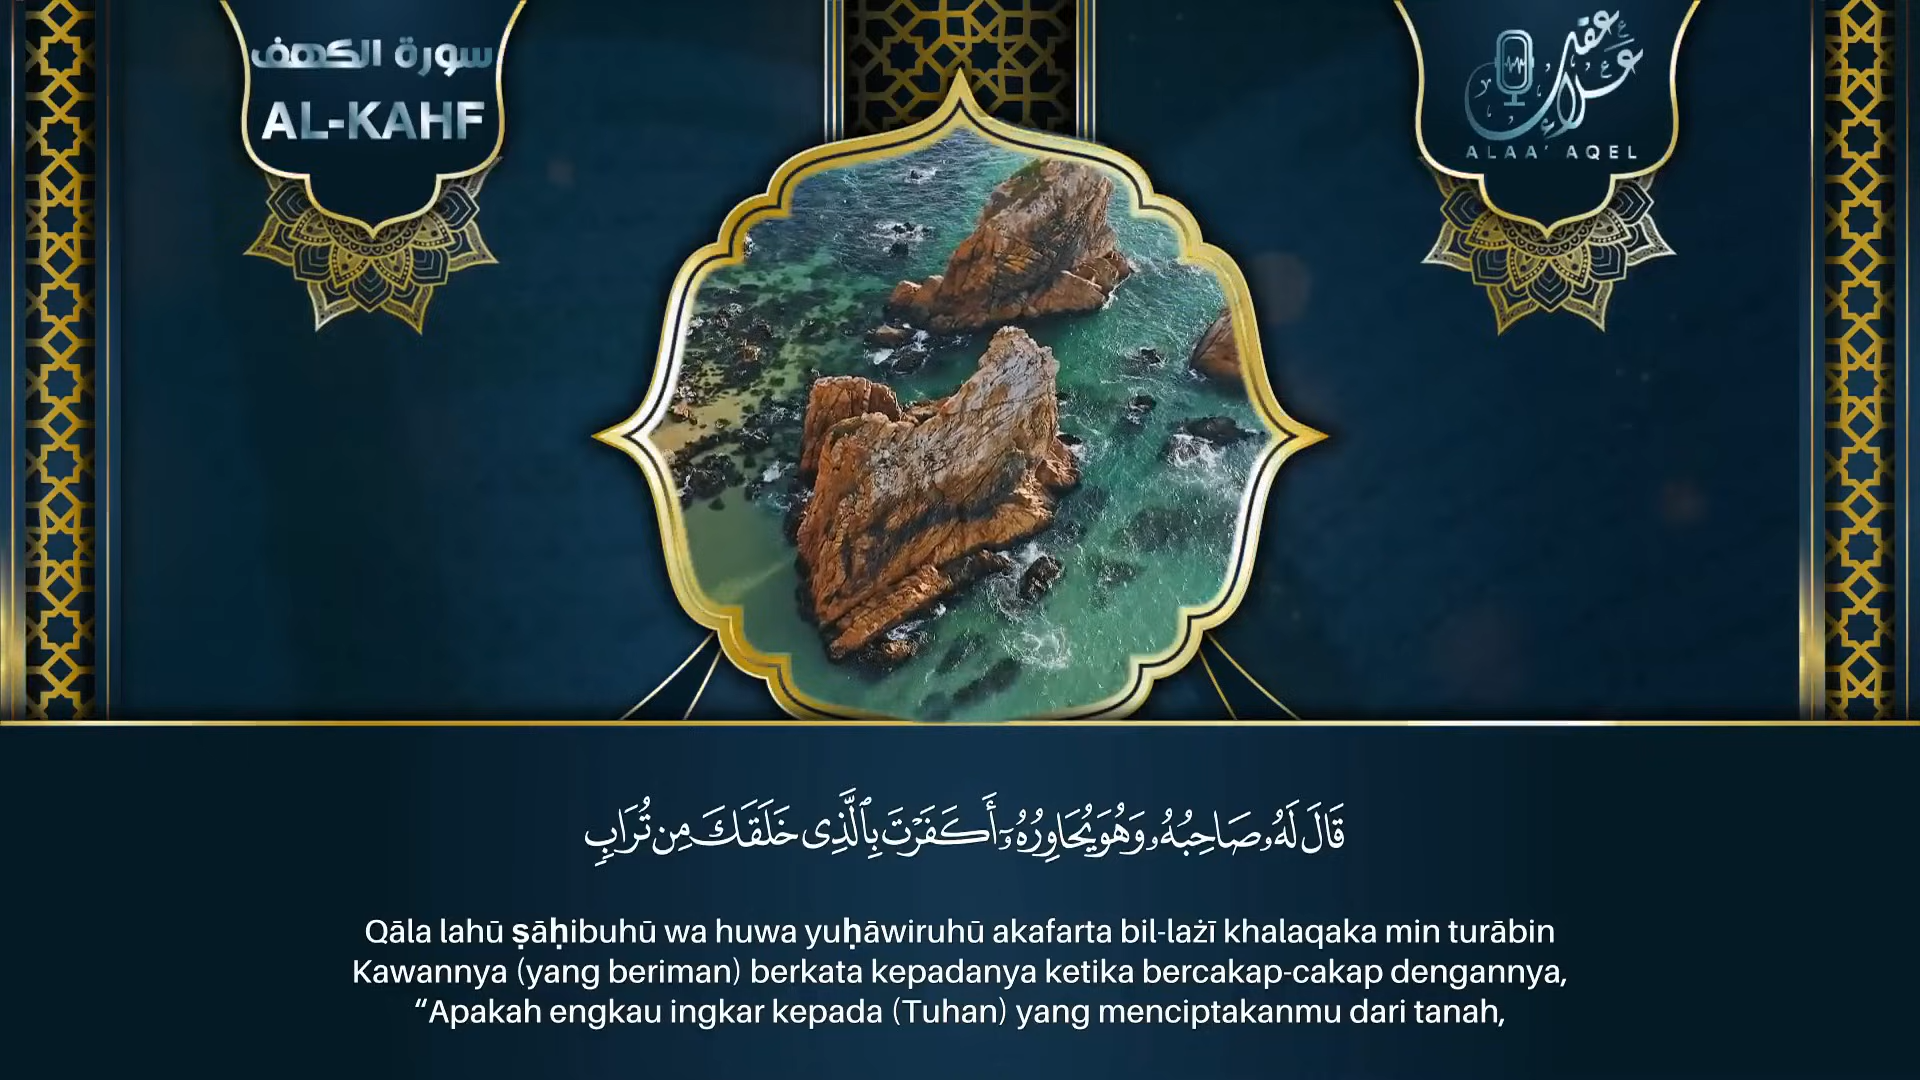 سورة الكهف
AL-KAHF
علاء عقل
ALAA' AQEL
قَالَ لَهُۥ صَاحِبُهُۥ وَهُوَ يُحَاوِرُهُۥٓ أَكَفَرْتَ بِٱلَّذِى خَلَقَكَ مِن تُرَابٍ
Qāla lahū ṣāḥibuhū wa huwa yuḥāwiruhū akafarta bil-lażī khalaqaka min turābin
Kawannya (yang beriman) berkata kepadanya ketika bercakap-cakap dengannya,
“Apakah engkau ingkar kepada (Tuhan) yang menciptakanmu dari tanah,